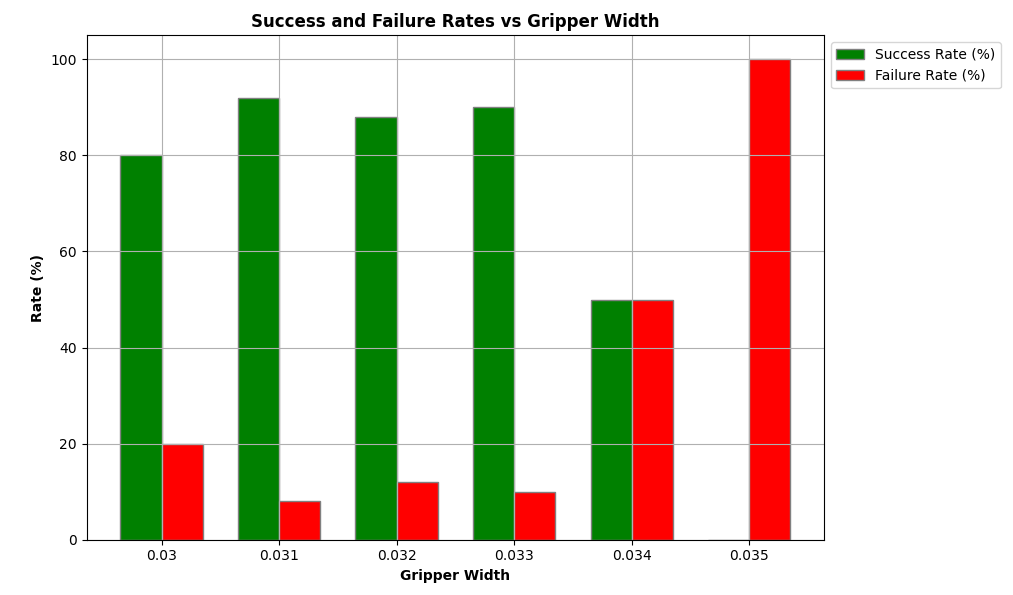 Success and Failure Rates vs Gripper Width
Success Rate (%)
Failure Rate (%)
Rate (%)
100
80
60
40
20
0
0.03 0.031 0.032 0.033 0.034 0.035
Gripper Width